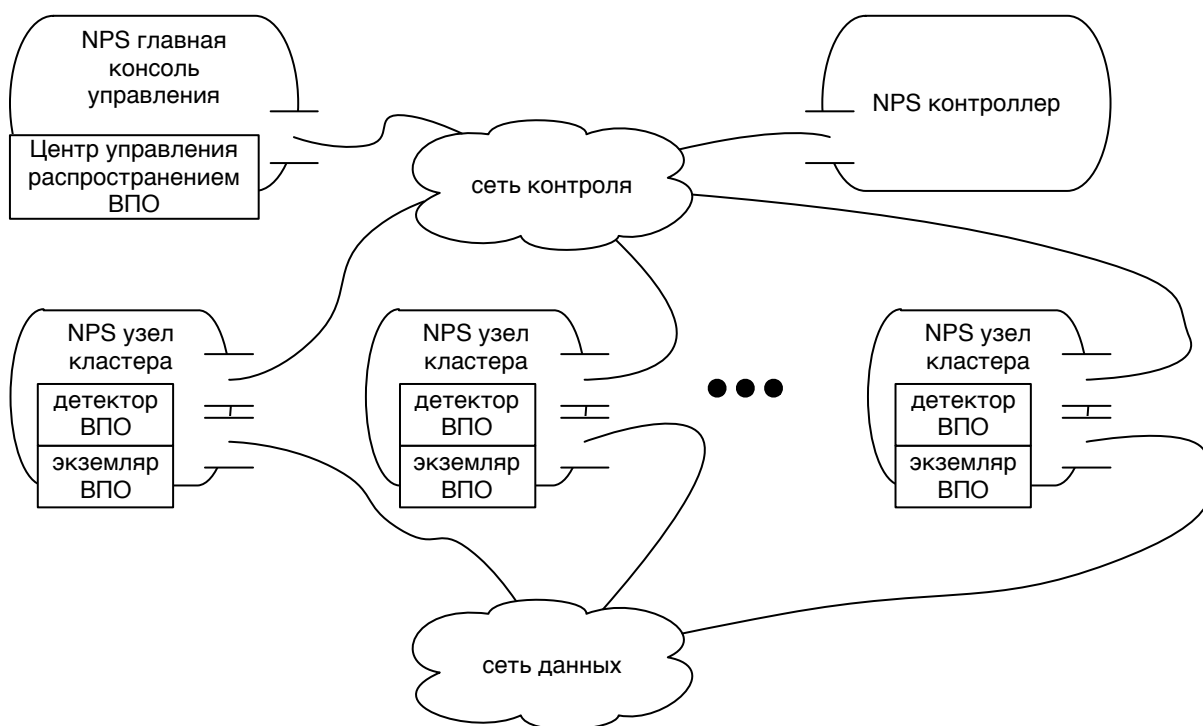 NPS главная
консоль
управления
Центр управления
распространением
ВПО
сеть контроля
NPS контроллер
NPS узел
кластера
детектор
ВПО
экземляр
ВПО
NPS узел
кластера
детектор
ВПО
экземляр
ВПО
NPS узел
кластера
детектор
ВПО
экземляр
ВПО
сеть данных